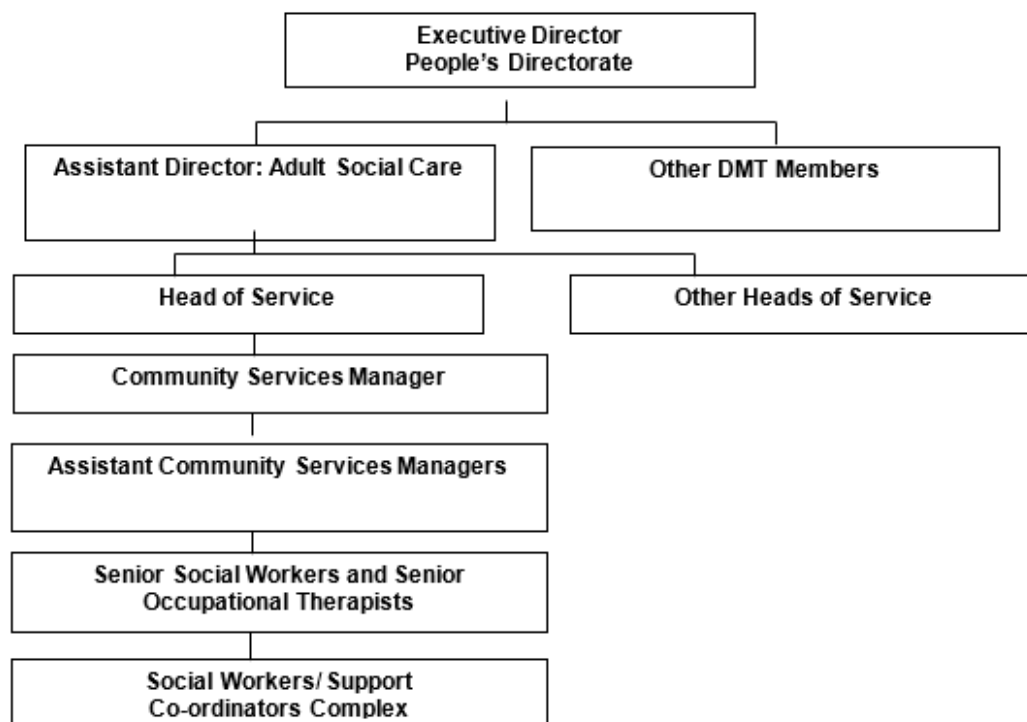 Executive Director
People's Directorate
Assistant Director: Adult Social Care
Other DMT Members
Head of Service
Other Heads of Service
Community Services Manager
Assistant Community Services Managers
Senior Social Workers and Senior
Occupational Therapists
Social Workers/ Support
Co-ordinators Complex